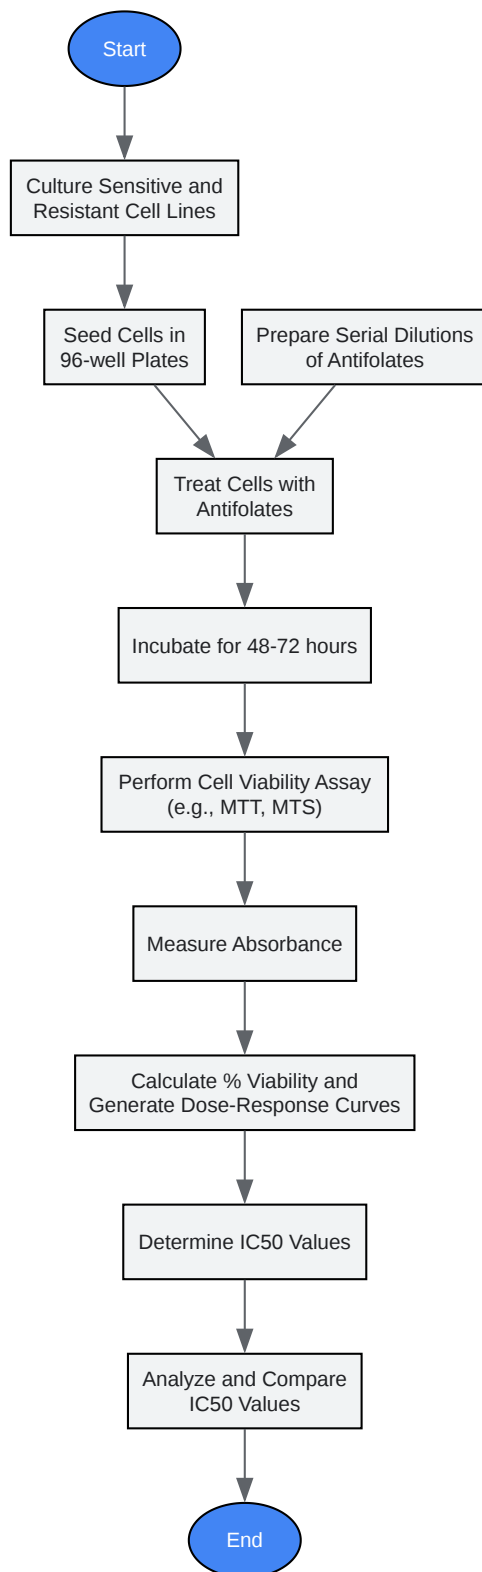 Start
Culture Sensitive and
Resistant Cell Lines
Seed Cells in
96-well Plates
Prepare Serial Dilutions
of Antifolates
Treat Cells with
Antifolates
Incubate for 48-72 hours
Perform Cell Viability Assay
(e.g., MTT, MTS)
Measure Absorbance
Calculate % Viability and
Generate Dose-Response Curves
Determine IC50 Values
Analyze and Compare
IC50 Values
End